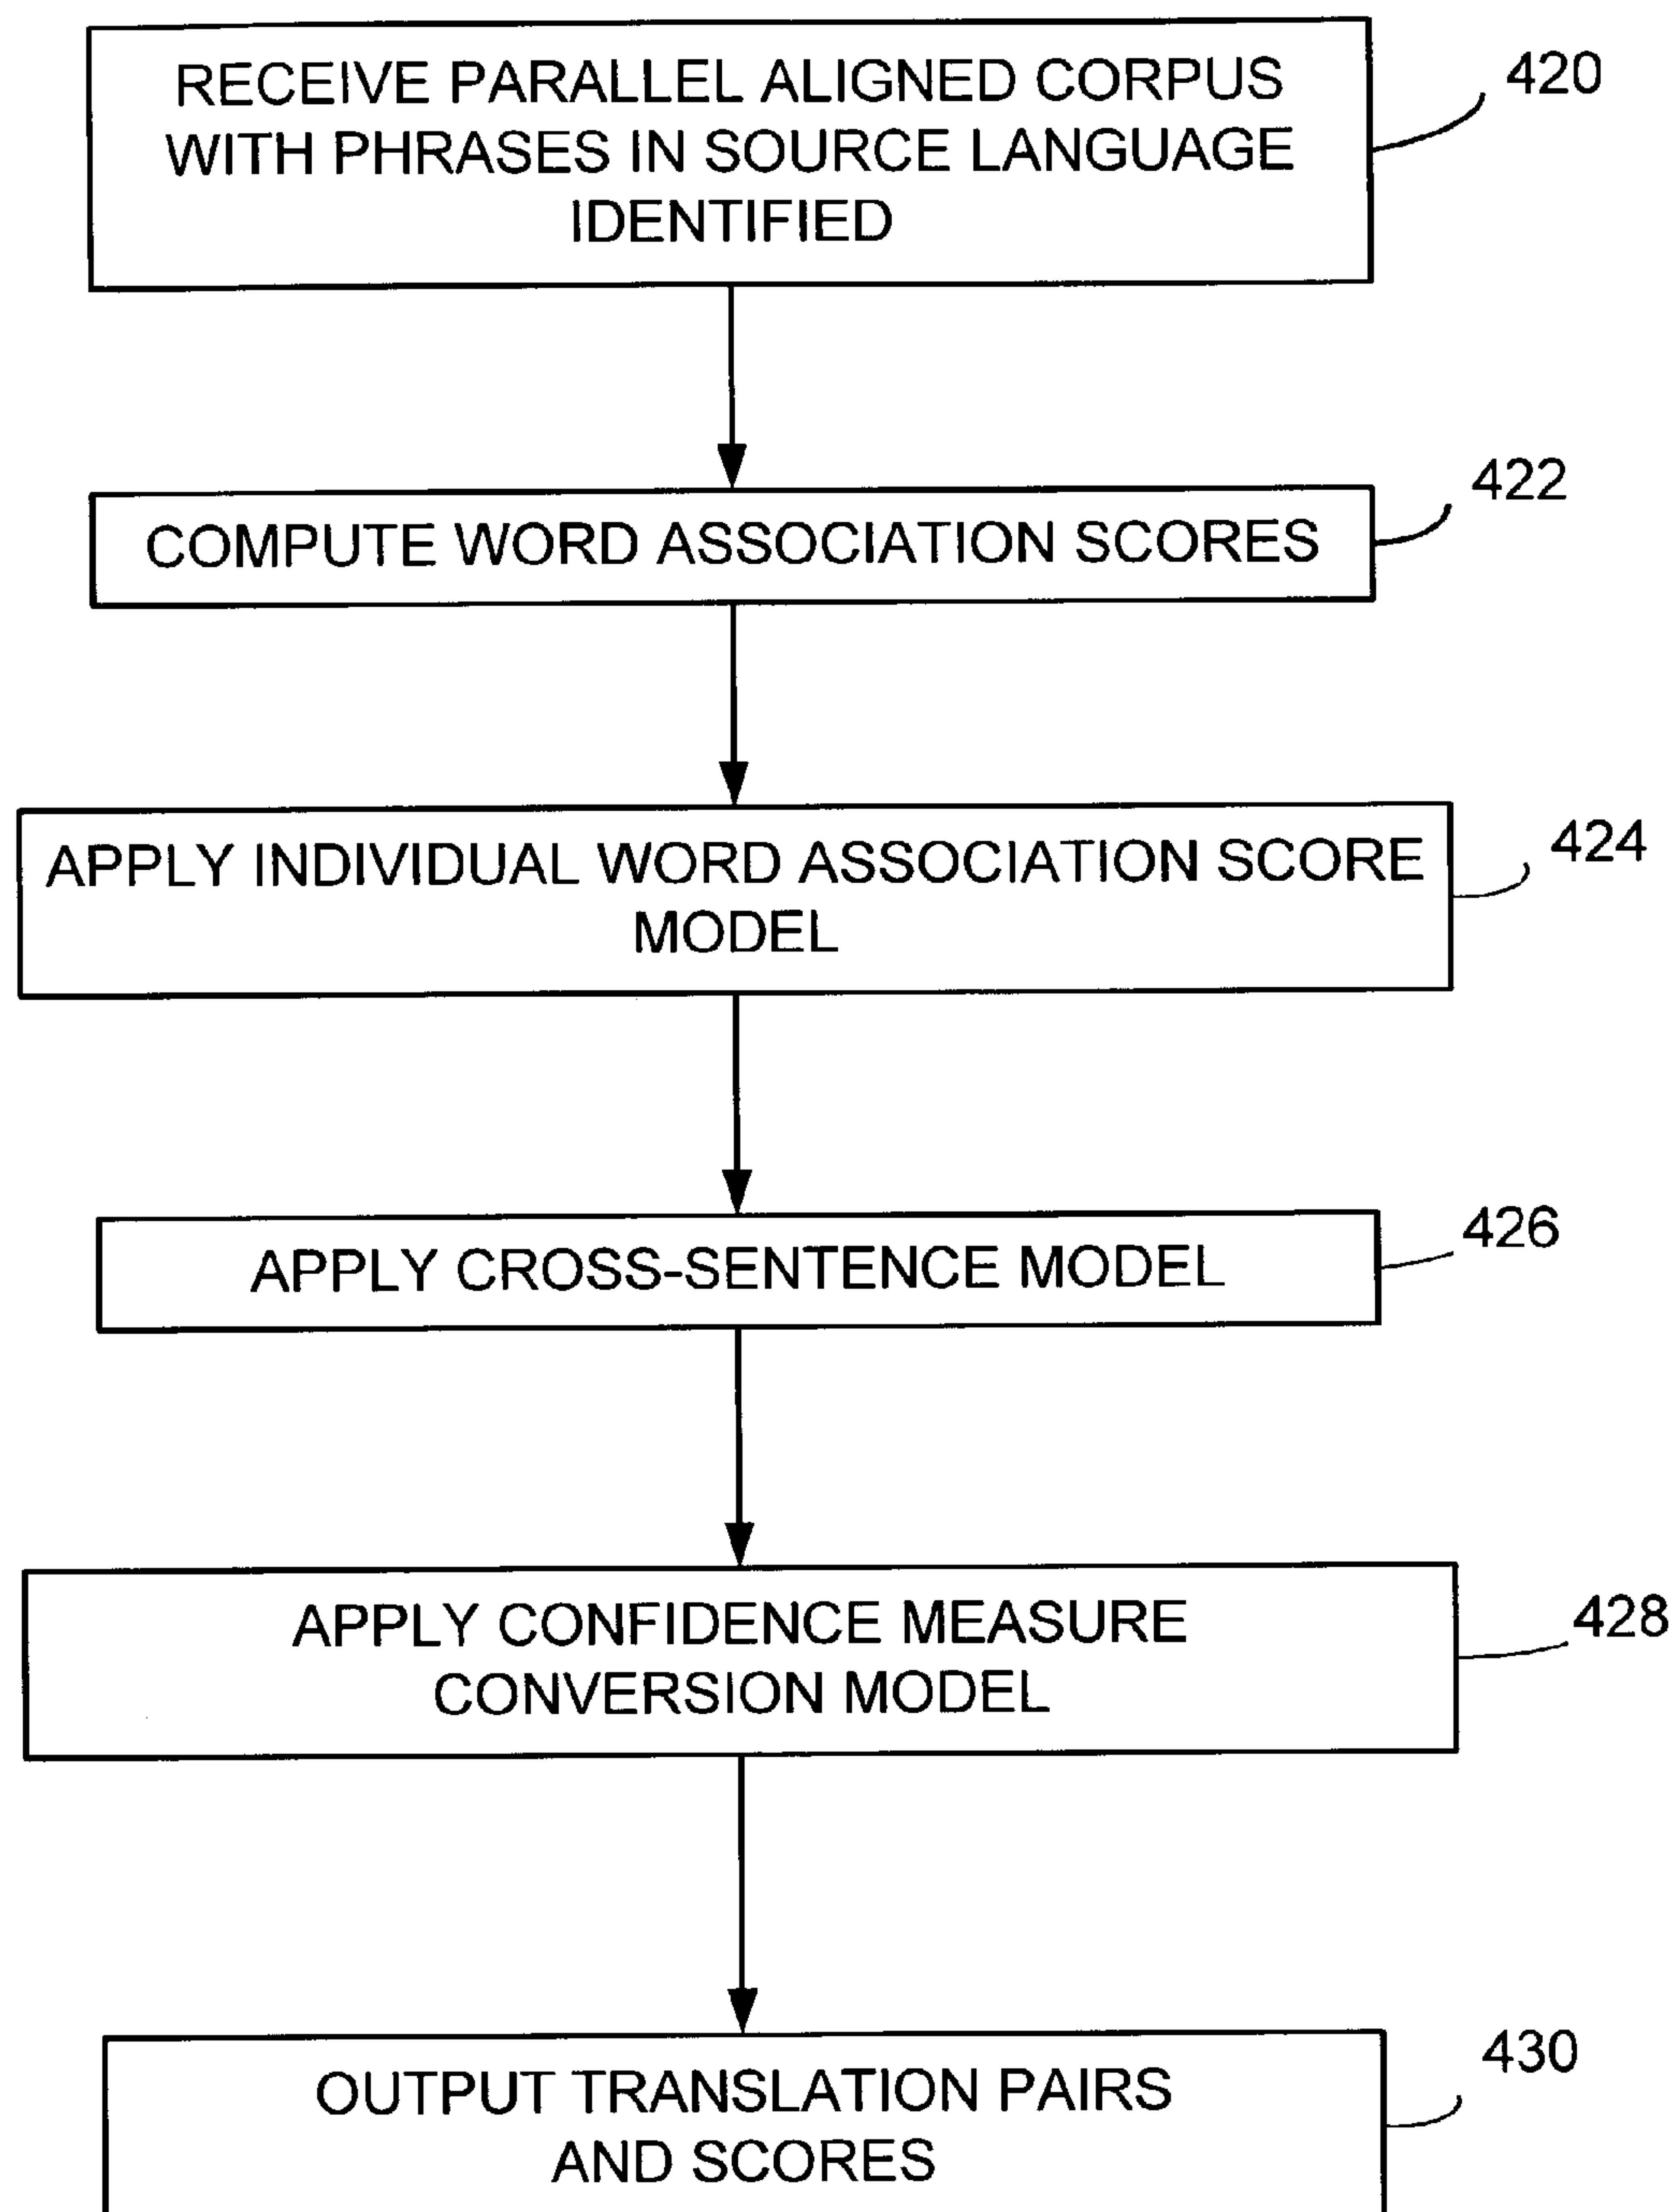 RECEIVE PARALLEL ALIGNED CORPUS
WITH PHRASES IN SOURCE LANGUAGE
IDENTIFIED
420
COMPUTE WORD ASSOCIATION SCORES
422
APPLY INDIVIDUAL WORD ASSOCIATION SCORE
MODEL
424
APPLY CROSS-SENTENCE MODEL
426
APPLY CONFIDENCE MEASURE
CONVERSION MODEL
428
OUTPUT TRANSLATION PAIRS
AND SCORES
430